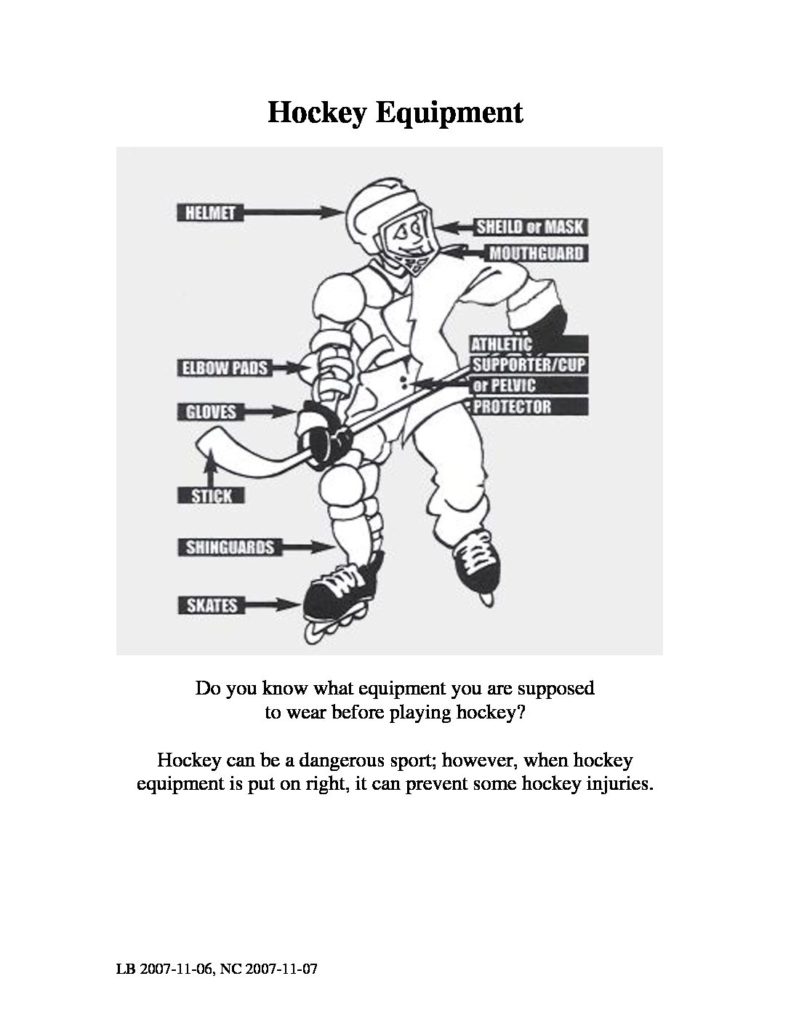 Hockey Equipment
HELMET
SHEILD or MASK
MOUTHGUARD
ATHLETIC
SUPPORTER/CUP
or PELVIC
PROTECTOR
ELBOW PADS
GLOVES
STICK
SHINGUARDS
SKATES
Do you know what equipment you are supposed
to wear before playing hockey?
Hockey can be a dangerous sport; however, when hockey
equipment is put on right, it can prevent some hockey injuries.
LB 2007-11-06, NC 2007-11-07